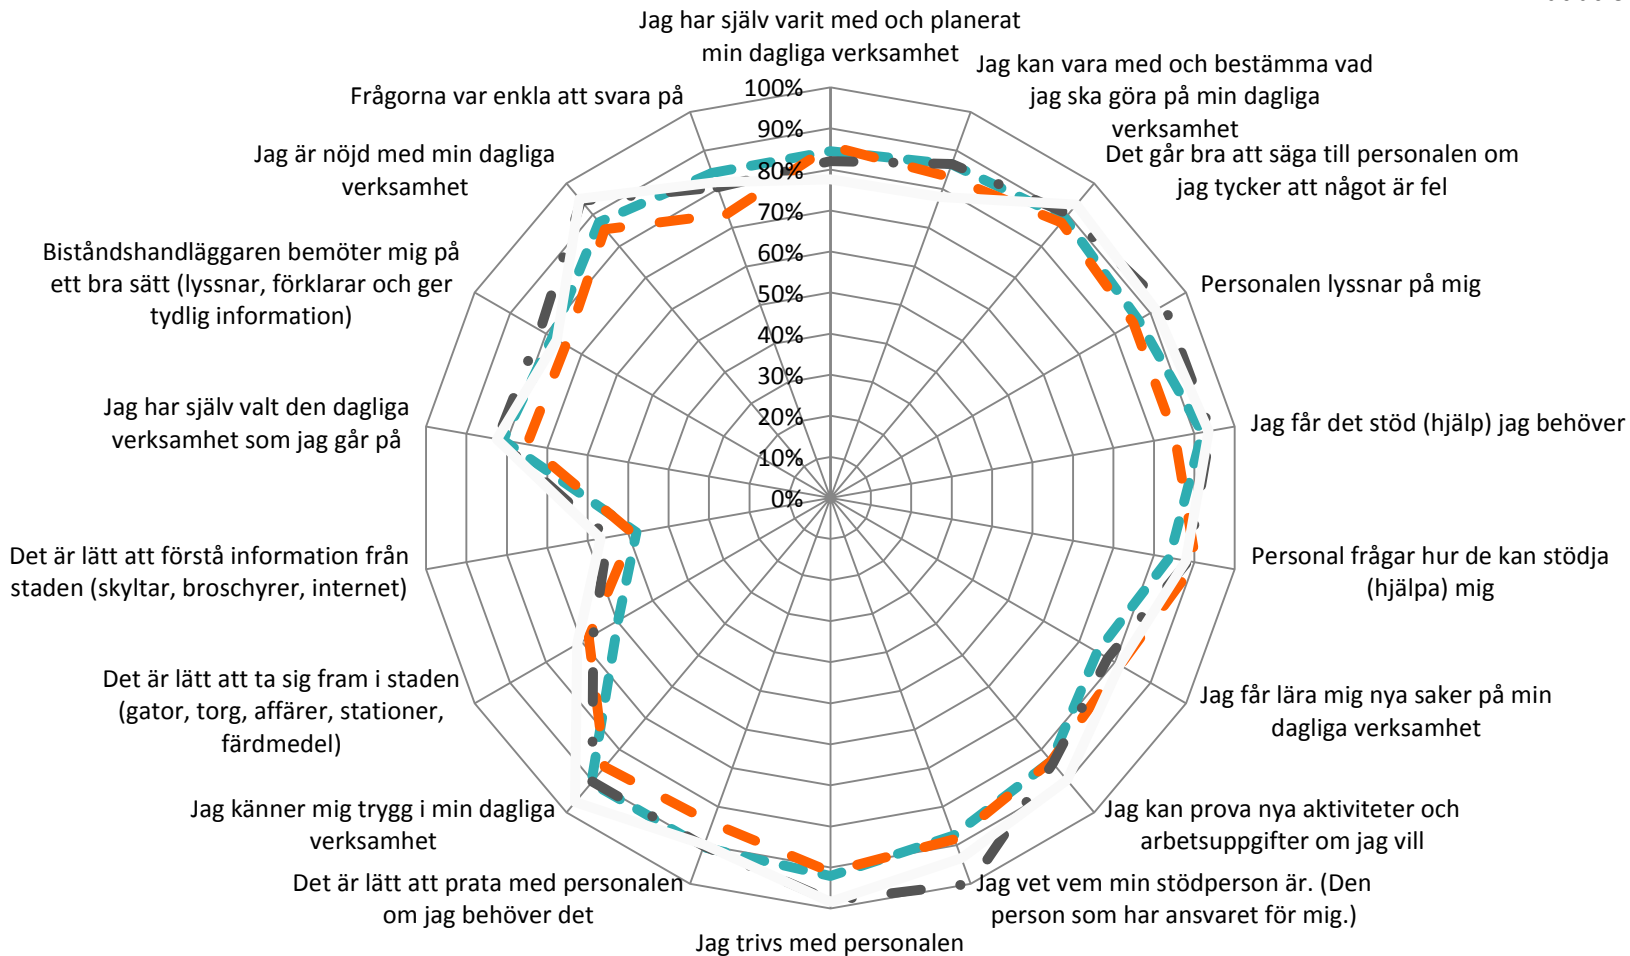 Jag har själv varit med och planerat
min dagliga verksamhet
Jag kan vara med och bestämma vad
jag ska göra på min dagliga
verksamhet
Det går bra att säga till personalen om
jag tycker att något är fel
Personalen lyssnar på mig
Jag får det stöd (hjälp) jag behöver
Personal frågar hur de kan stödja
(hjälpa) mig
Jag får lära mig nya saker på min
dagliga verksamhet
Jag kan prova nya aktiviteter och
arbetsuppgifter om jag vill
Jag vet vem min stödperson är. (Den
person som har ansvaret för mig.)
Jag trivs med personalen
Det är lätt att prata med personalen
om jag behöver det
Jag känner mig trygg i min dagliga
verksamhet
Det är lätt att ta sig fram i staden
(gator, torg, affärer, stationer,
färdmedel)
Det är lätt att förstå information från
staden (skyltar, broschyrer, internet)
Jag har själv valt den dagliga
verksamhet som jag går på
Biståndshandläggaren bemöter mig på
ett bra sätt (lyssnar, förklarar och ger
tydlig information)
Jag är nöjd med min dagliga
verksamhet
Frågorna var enkla att svara på
100%
90%
80%
70%
60%
50%
40%
30%
20%
10%
0%